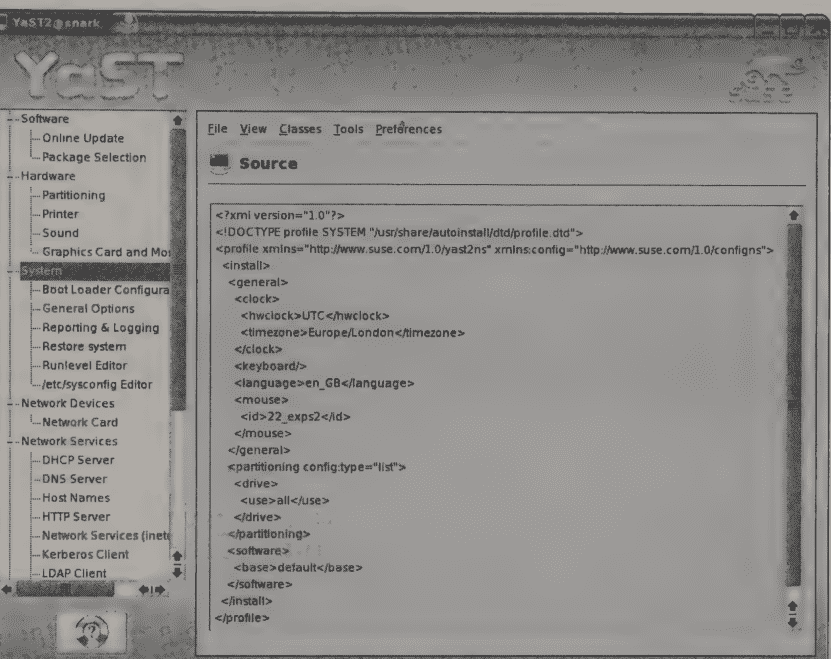 YaST2@snark
YaST
Software
Online Update
Package Selection
Hardware
Partitioning
Printer
Sound
Graphics Card and Mo
System
Boot Loader Configura
General Options
Reporting & Logging
Restore system
Runlevel Editor
/etc/sysconfig Editor
Network Devices
Network Card
Network Services
DHCP Server
DNS Server
Host Names
HTTP Server
Network Services (inet
Kerberos Client
LDAP Client
File View Classes Tools Preferences
Source
<?xml version="1.0"?>
<!DOCTYPE profile SYSTEM "/usr/share/autoinstall/dtd/profile.dtd">
<profile xmlns="http://www.suse.com/1.0/yast2ns" xmlns:config="http://www.suse.com/1.0/configns">
<install>
<general>
<clock>
<hwclock>UTC</hwclock>
<timezone>Europe/London</timezone>
</clock>
<keyboard/>
<language>en_GB</language>
<mouse>
<id>22_exps2</id>
</mouse>
</general>
<partitioning config:type="list">
<drive>
<use>all</use>
</drive>
</partitioning>
<software>
<base>default</base>
</software>
</install>
</profile>